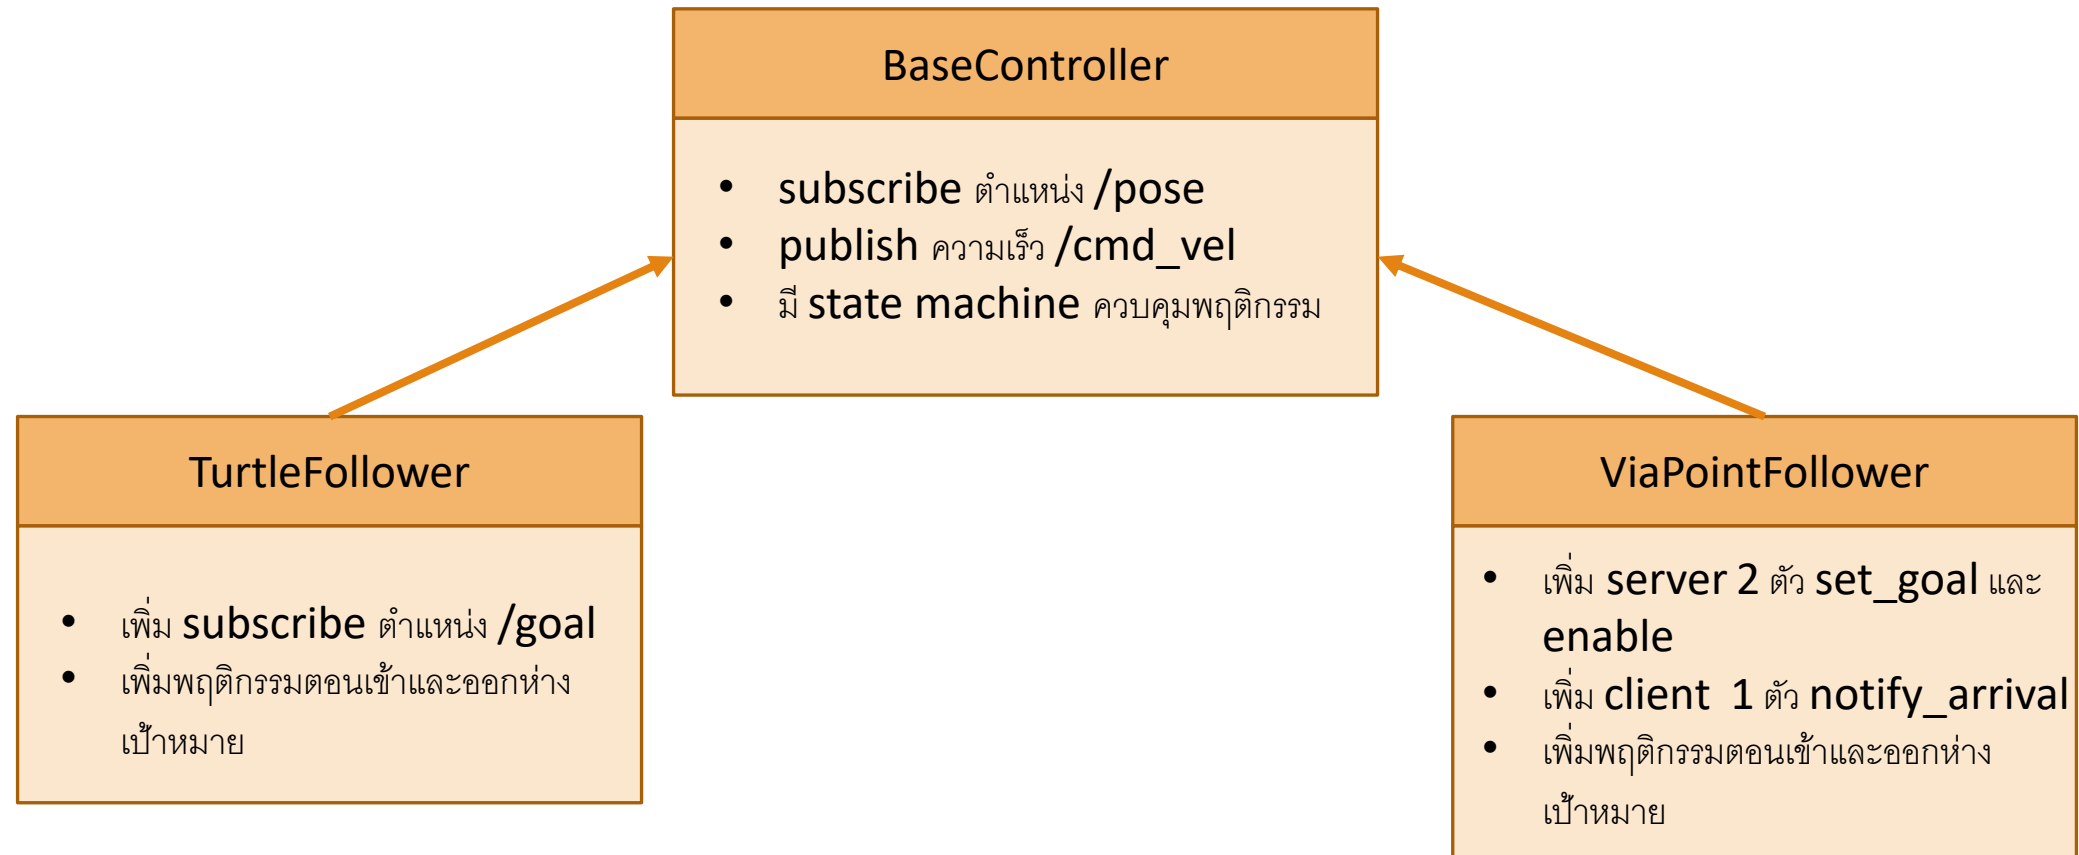 BaseController
• subscribe ตำแหน่ง /pose
• publish ความเร็ว /cmd_vel
• มี state machine ควบคุมพฤติกรรม
TurtleFollower
• เพิ่ม subscribe ตำแหน่ง /goal
• เพิ่มพฤติกรรมตอนเข้าและออกห่าง
เป้าหมาย
ViaPointFollower
• เพิ่ม server 2 ตัว set_goal และ
enable
• เพิ่ม client 1 ตัว notify_arrival
• เพิ่มพฤติกรรมตอนเข้าและออกห่าง
เป้าหมาย